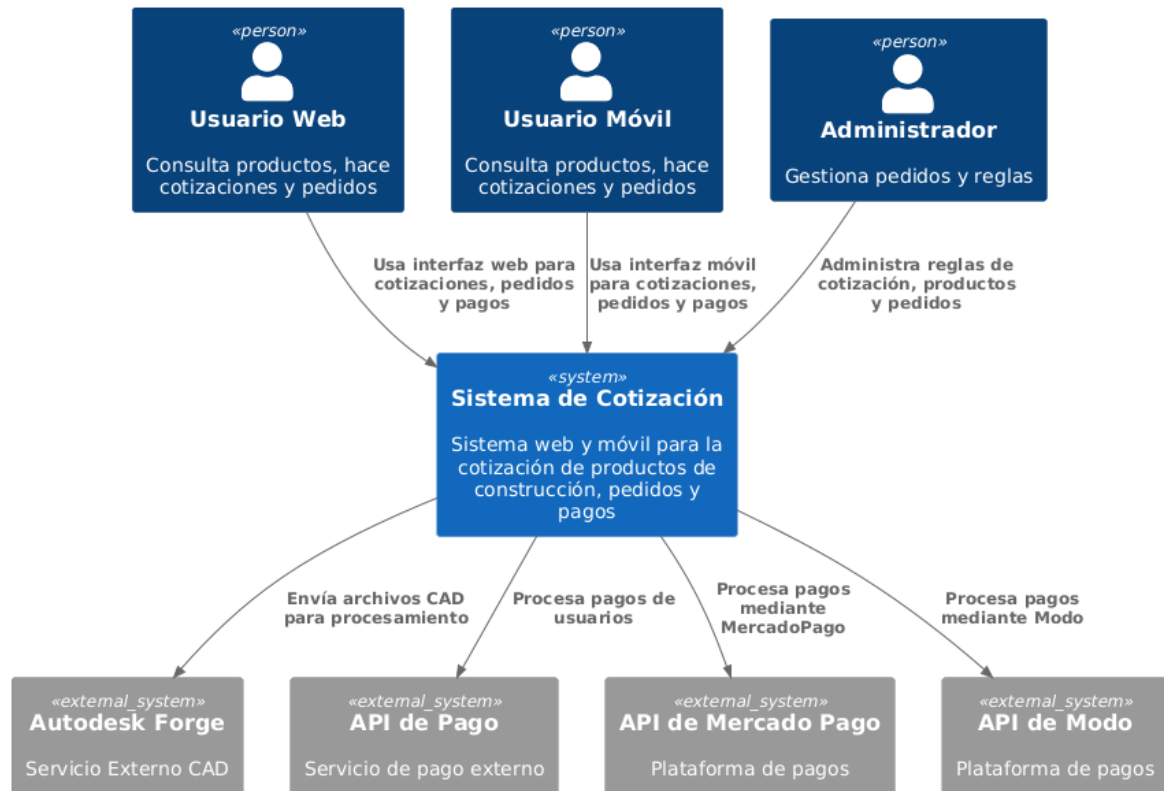 «person»
Usuario Web
Consulta productos, hace
cotizaciones y pedidos
«person»
Usuario Móvil
Consulta productos, hace
cotizaciones y pedidos
«person»
Administrador
Gestiona pedidos y reglas
Usa interfaz web para
cotizaciones, pedidos
y pagos
Usa interfaz móvil
para cotizaciones,
pedidos y pagos
Administra reglas de
cotización, productos
y pedidos
«system»
Sistema de Cotización
Sistema web y móvil para la
cotización de productos de
construcción, pedidos y
pagos
Envía archivos CAD
para procesamiento
Procesa pagos de
usuarios
Procesa pagos
mediante
MercadoPago
Procesa pagos
mediante Modo
«external_system»
Autodesk Forge
Servicio Externo CAD
«external_system»
API de Pago
Servicio de pago externo
«external_system»
API de Mercado Pago
Plataforma de pagos
«external_system»
API de Modo
Plataforma de pagos